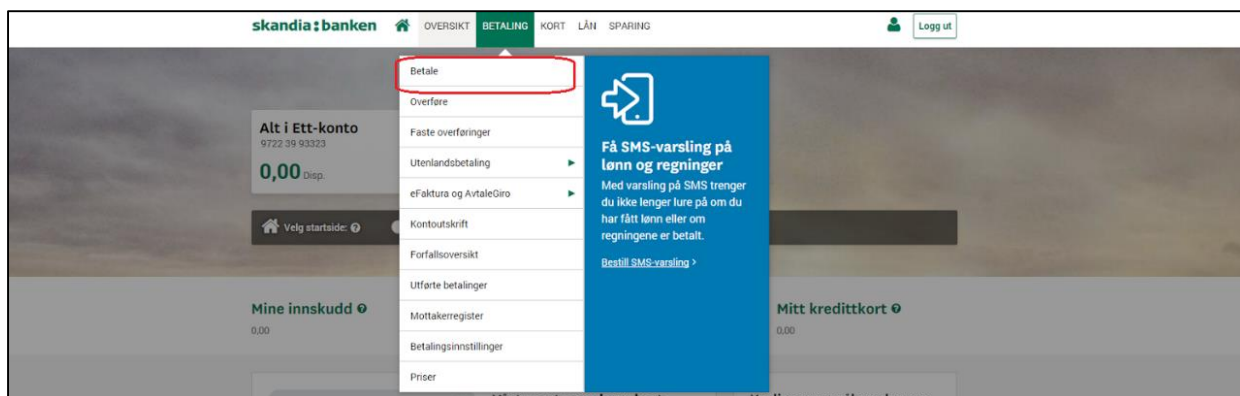 skandia:banken OVERSIKT BETALING KORT LÅN SPARING Logg ut
Betale
Overføre
Faste overføringer
Utenlandsbetaling
eFaktura og AvtaleGiro
Kontoutskrift
Forfallsoversikt
Utførte betalinger
Mottakerregister
Betalingsinnstillinger
Priser
Få SMS-varsling på
lønn og regninger
Med varsling på SMS trenger
du ikke lenger lure på om du
har fått lønn eller om
regningene er betalt.
Bestill SMS-varsling >
Alt i Ett-konto
9722 39 93323
0,00 Disp.
Velg startside:
Mine innskudd
0,00
Mitt kredittkort
0,00